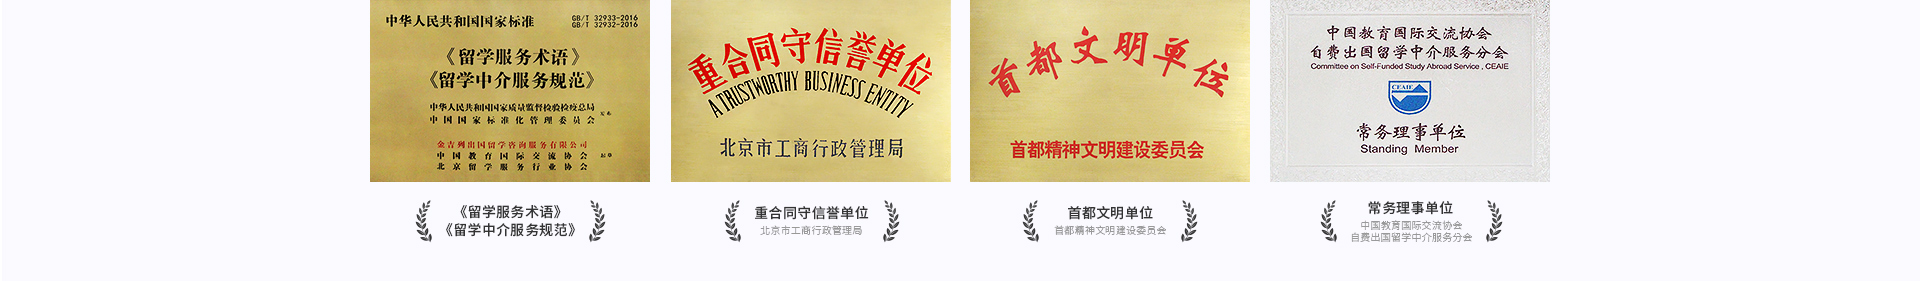 中华人民共和国国家标准
GB/T 32933-2016
GB/T 32932-2016
《留学服务术语》
《留学中介服务规范》
中华人民共和国国家质量监督检验检疫总局
中国国家标准化管理委员会
发布
金吉列出国留学咨询服务有限公司
中国教育国际交流协会
北京留学服务行业协会
起草
《留学服务术语》
《留学中介服务规范》
重合同守信誉单位
A TRUSTWORTHY BUSINESS ENTITY
北京市工商行政管理局
重合同守信誉单位
北京市工商行政管理局
首都文明单位
首都精神文明建设委员会
首都文明单位
首都精神文明建设委员会
中国教育国际交流协会
自费出国留学中介服务分会
Committee on Self-Funded Study Abroad Service , CEAIE
CEAIE
常务理事单位
Standing Member
常务理事单位
中国教育国际交流协会
自费出国留学中介服务分会